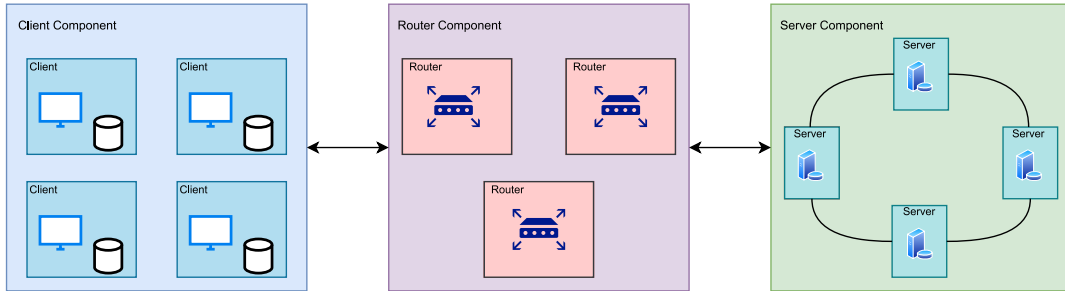 Client Component
Client
Client
Client
Client
Router Component
Router
Router
Router
Server Component
Server
Server
Server
Server